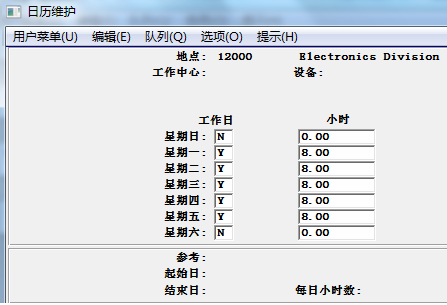 日历维护
用户菜单(U) 编辑(E) 队列(Q) 选项(O) 提示(H)
地点: 12000 Electronics Division
工作中心: 设备:
工作日 小时
星期日: N 0.00
星期一: Y 8.00
星期二: Y 8.00
星期三: Y 8.00
星期四: Y 8.00
星期五: Y 8.00
星期六: N 0.00
参考:
起始日:
结束日: 每日小时数: